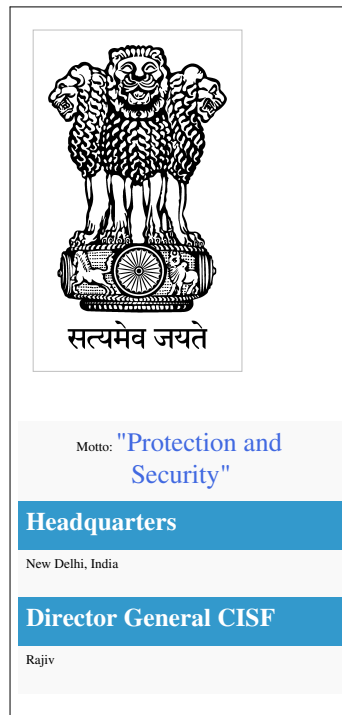 सत्यमेव जयते
Motto: "Protection and
Security"
Headquarters
New Delhi, India
Director General CISF
Rajiv